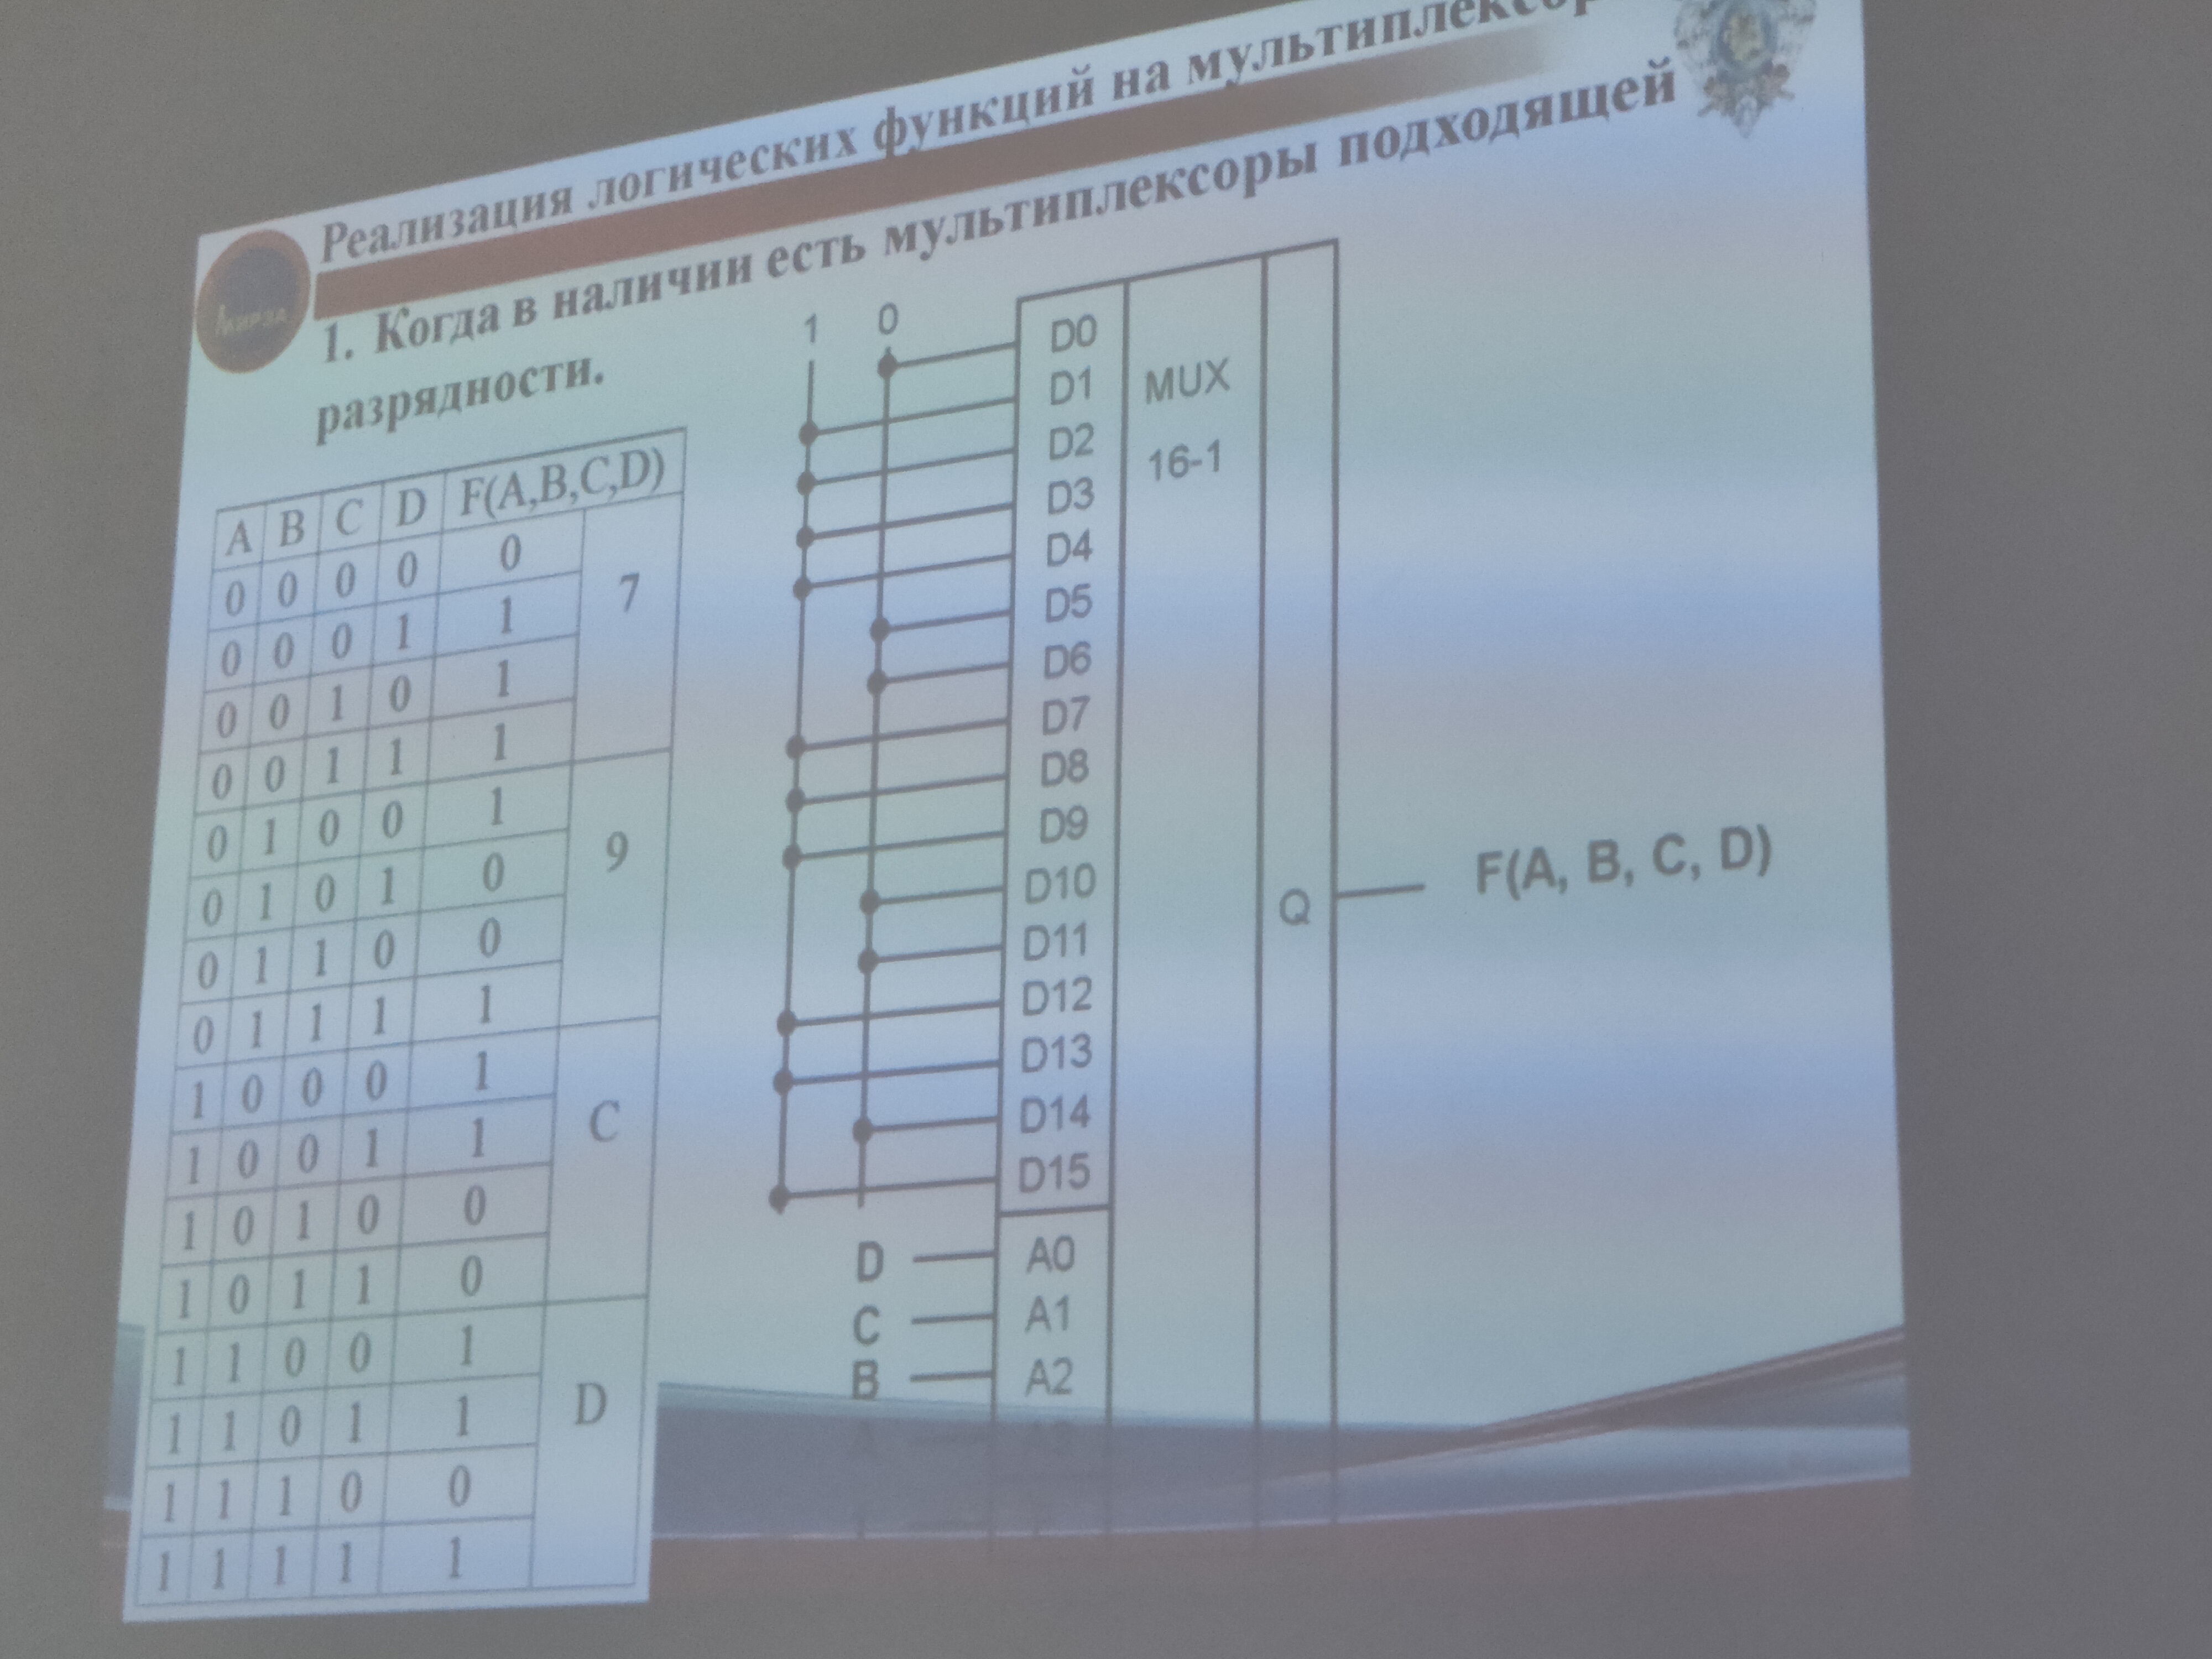 Реализация логических функций на
1. Когда в наличии есть мультиплексоры подходящей
разрядности.
A B C D F(A,B,C,D)
0 0 0 0 0 7
0 0 0 1 1
0 0 1 0 1
0 0 1 1 1
0 1 0 0 1 9
0 1 0 1 0
0 1 1 0 0
0 1 1 1 1
1 0 0 0 1 C
1 0 0 1 1
1 0 1 0 0
1 0 1 1 0
1 1 0 0 1 D
1 1 0 1 1
1 1 1 0 0
1 1 1 1 1
1 0
D0
D1 MUX
D2 16-1
D3
D4
D5
D6
D7
D8
D9
D10 Q F(A, B, C, D)
D11
D12
D13
D14
D15
D A0
C A1
B A2
A A3